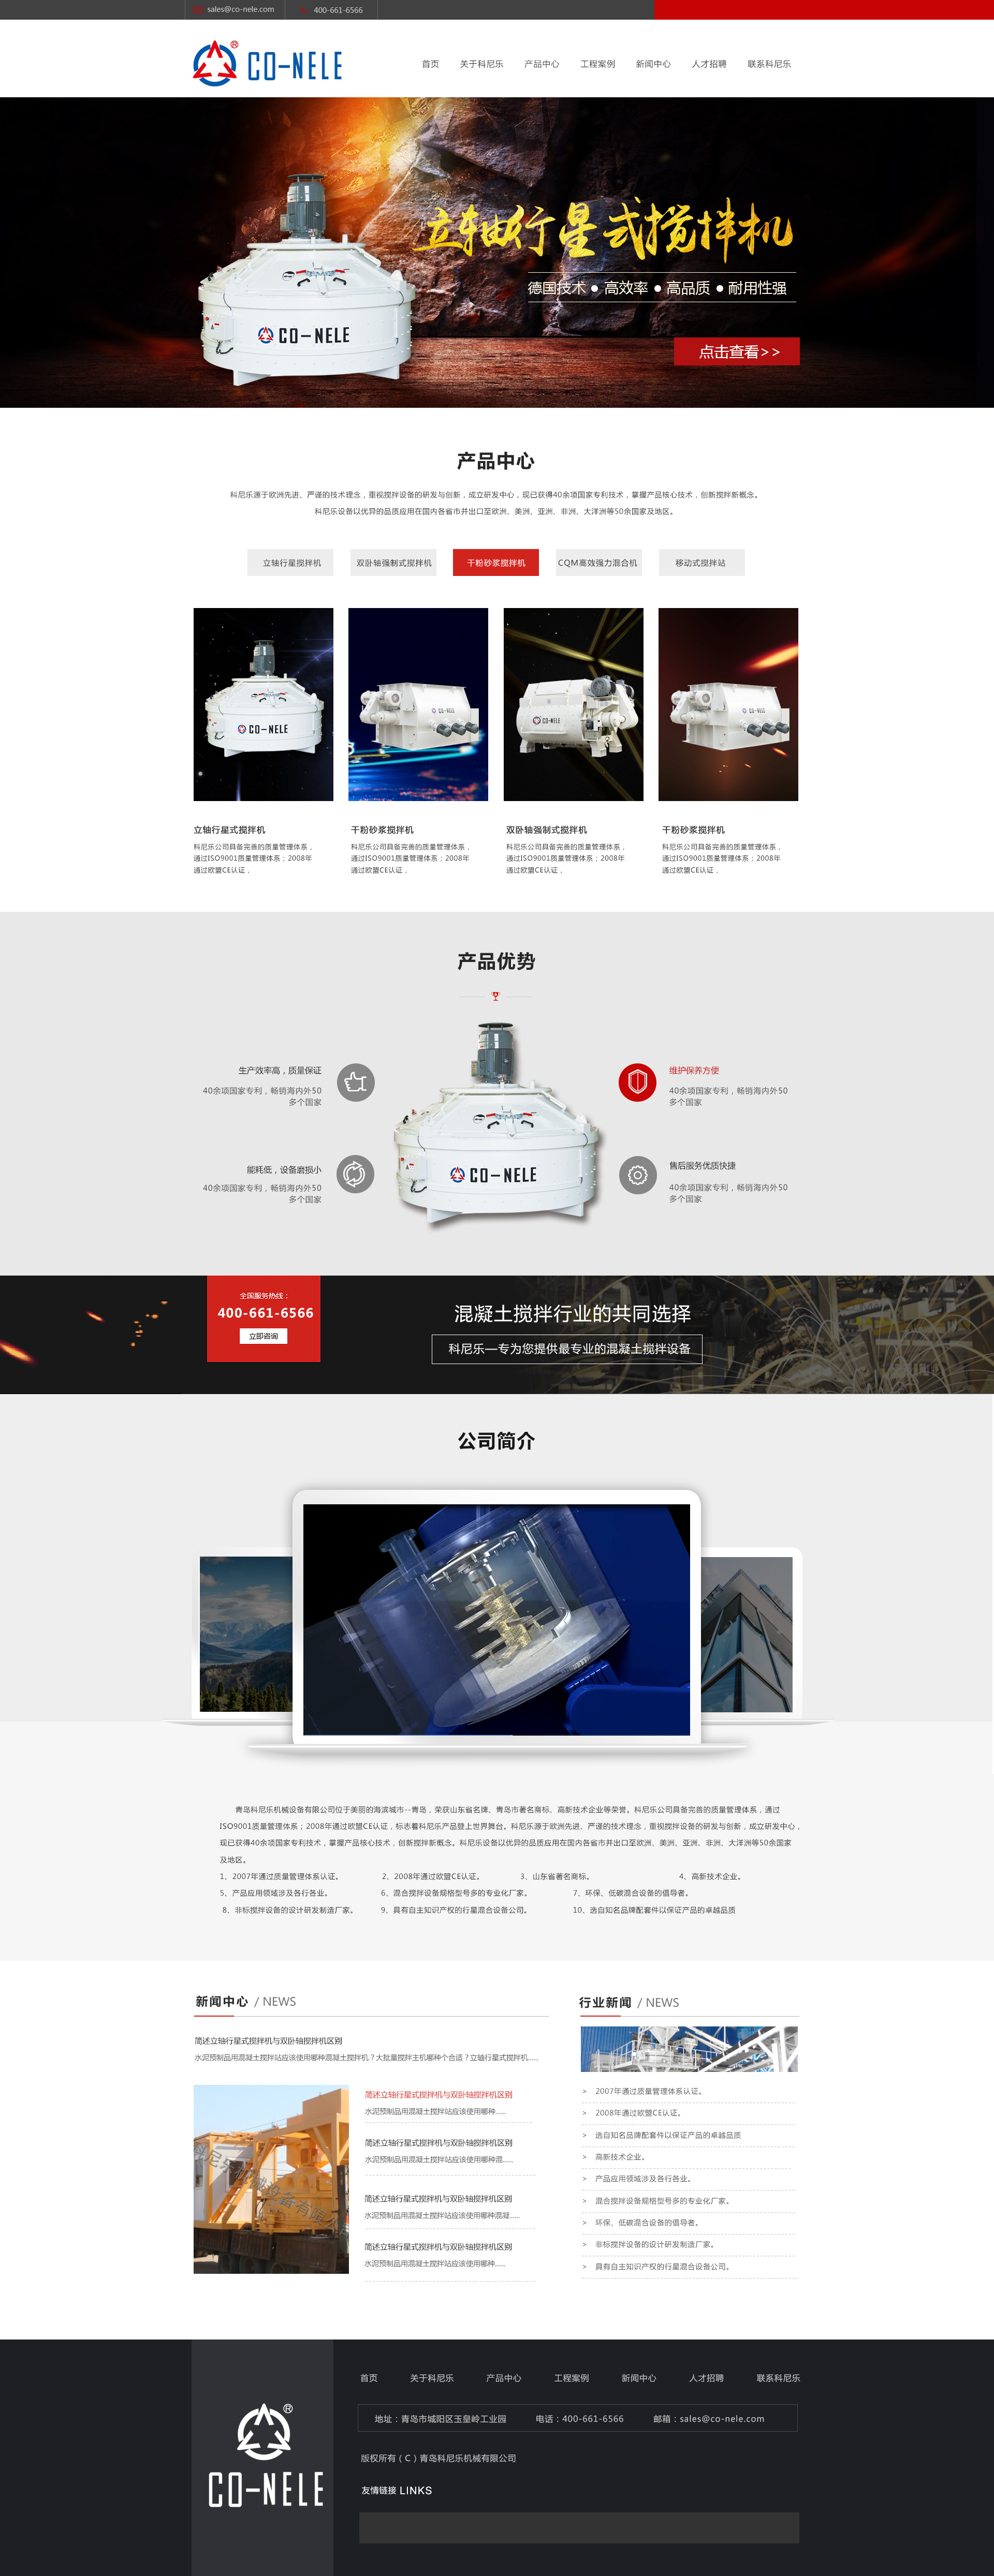 sales@co-nele.com
400-661-6566
CO-NELE®
首页 关于科尼乐 产品中心 工程案例 新闻中心 人才招聘 联系科尼乐
立轴行星式搅拌机
德国技术 ● 高效率 ● 高品质 ● 耐用性强
CO-NELE
点击查看>>
产品中心
科尼乐源于欧洲先进、严谨的技术理念，重视搅拌设备的研发与创新，成立研发中心，现已获得40余项国家专利技术，掌握产品核心技术，创新搅拌新概念。
科尼乐设备以优异的品质应用在国内各省市并出口至欧洲、美洲、亚洲、非洲、大洋洲等50余国家及地区。
立轴行星搅拌机 双卧轴强制式搅拌机 干粉砂浆搅拌机 CQM高效强力混合机 移动式搅拌站
CO-NELE CO-NELE CO-NELE CO-NELE
立轴行星式搅拌机
科尼乐公司具备完善的质量管理体系，
通过ISO9001质量管理体系；2008年
通过欧盟CE认证，
干粉砂浆搅拌机
科尼乐公司具备完善的质量管理体系，
通过ISO9001质量管理体系；2008年
通过欧盟CE认证，
双卧轴强制式搅拌机
科尼乐公司具备完善的质量管理体系，
通过ISO9001质量管理体系；2008年
通过欧盟CE认证，
干粉砂浆搅拌机
科尼乐公司具备完善的质量管理体系，
通过ISO9001质量管理体系；2008年
通过欧盟CE认证，
产品优势
生产效率高，质量保证
40余项国家专利，畅销海内外50
多个国家
维护保养方便
40余项国家专利，畅销海内外50
多个国家
CO-NELE
能耗低，设备磨损小
40余项国家专利，畅销海内外50
多个国家
售后服务优质快捷
40余项国家专利，畅销海内外50
多个国家
全国服务热线：
400-661-6566
立即咨询
混凝土搅拌行业的共同选择
科尼乐—专为您提供最专业的混凝土搅拌设备
公司简介
青岛科尼乐机械设备有限公司位于美丽的海滨城市--青岛，荣获山东省名牌、青岛市著名商标、高新技术企业等荣誉。科尼乐公司具备完善的质量管理体系，通过
ISO9001质量管理体系；2008年通过欧盟CE认证，标志着科尼乐产品登上世界舞台。科尼乐源于欧洲先进、严谨的技术理念，重视搅拌设备的研发与创新，成立研发中心，
现已获得40余项国家专利技术，掌握产品核心技术，创新搅拌新概念。科尼乐设备以优异的品质应用在国内各省市并出口至欧洲、美洲、亚洲、非洲、大洋洲等50余国家
及地区。
1、2007年通过质量管理体系认证。 2、2008年通过欧盟CE认证。 3、山东省著名商标。 4、高新技术企业。
5、产品应用领域涉及各行各业。 6、混合搅拌设备规格型号多的专业化厂家。 7、环保、低碳混合设备的倡导者。
8、非标搅拌设备的设计研发制造厂家。 9、具有自主知识产权的行星混合设备公司。 10、选自知名品牌配套件以保证产品的卓越品质
新闻中心 / NEWS
简述立轴行星式搅拌机与双卧轴搅拌机区别
水泥预制品用混凝土搅拌站应该使用哪种混凝土搅拌机？大批量搅拌主机哪种个合适？立轴行星式搅拌机......
简述立轴行星式搅拌机与双卧轴搅拌机区别
水泥预制品用混凝土搅拌站应该使用哪种......
简述立轴行星式搅拌机与双卧轴搅拌机区别
水泥预制品用混凝土搅拌站应该使用哪种混......
简述立轴行星式搅拌机与双卧轴搅拌机区别
水泥预制品用混凝土搅拌站应该使用哪种混凝......
简述立轴行星式搅拌机与双卧轴搅拌机区别
水泥预制品用混凝土搅拌站应该使用哪种......
行业新闻 / NEWS
> 2007年通过质量管理体系认证。
> 2008年通过欧盟CE认证。
> 选自知名品牌配套件以保证产品的卓越品质
> 高新技术企业。
> 产品应用领域涉及各行各业。
> 混合搅拌设备规格型号多的专业化厂家。
> 环保、低碳混合设备的倡导者。
> 非标搅拌设备的设计研发制造厂家。
> 具有自主知识产权的行星混合设备公司。
首页 关于科尼乐 产品中心 工程案例 新闻中心 人才招聘 联系科尼乐
地址：青岛市城阳区玉皇岭工业园 电话：400-661-6566 邮箱：sales@co-nele.com
CO-NELE®
版权所有（C）青岛科尼乐机械有限公司
友情链接 LINKS